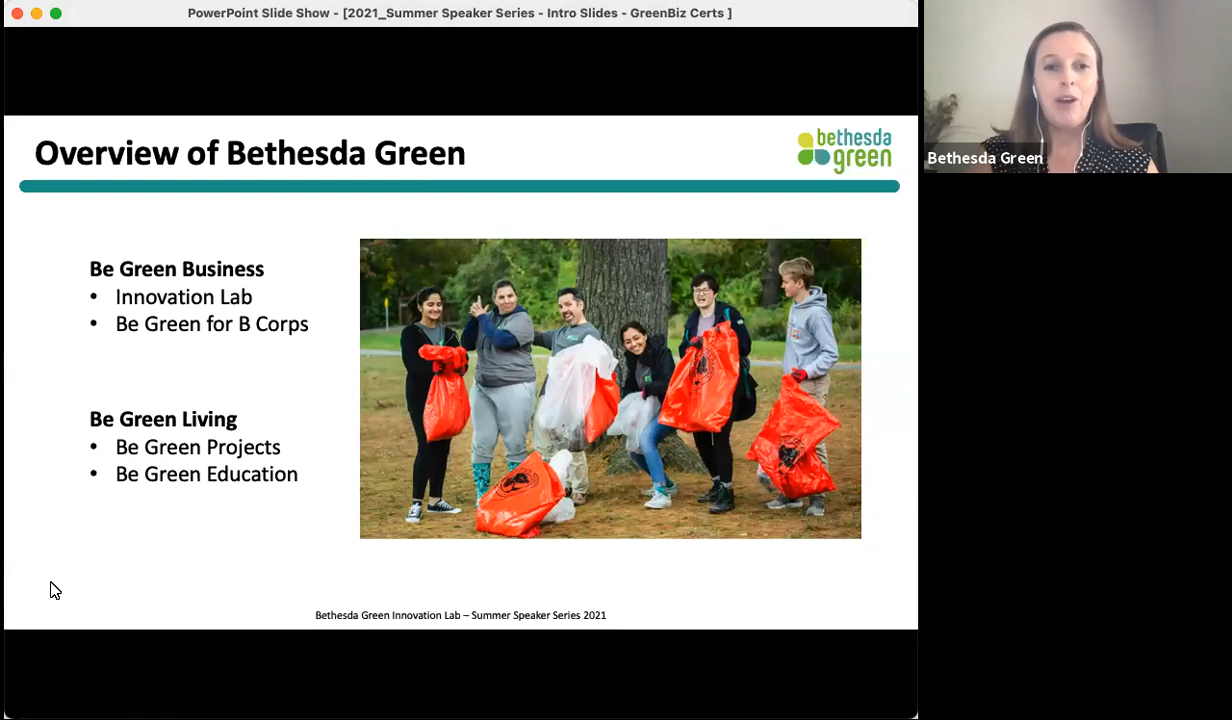 PowerPoint Slide Show - [2021_Summer Speaker Series - Intro Slides - GreenBiz Certs ]
Overview of Bethesda Green
bethesda
green
Bethesda Green
Be Green Business
• Innovation Lab
• Be Green for B Corps
Be Green Living
• Be Green Projects
• Be Green Education
Bethesda Green Innovation Lab – Summer Speaker Series 2021